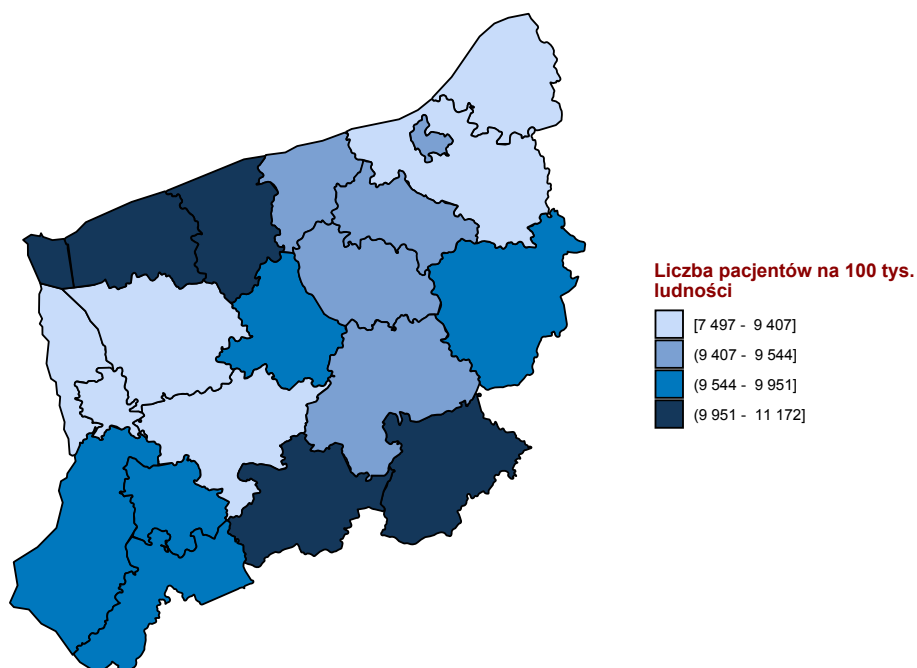 Liczba pacjentów na 100 tys.
ludności
[7 497 - 9 407]
(9 407 - 9 544]
(9 544 - 9 951]
(9 951 - 11 172]